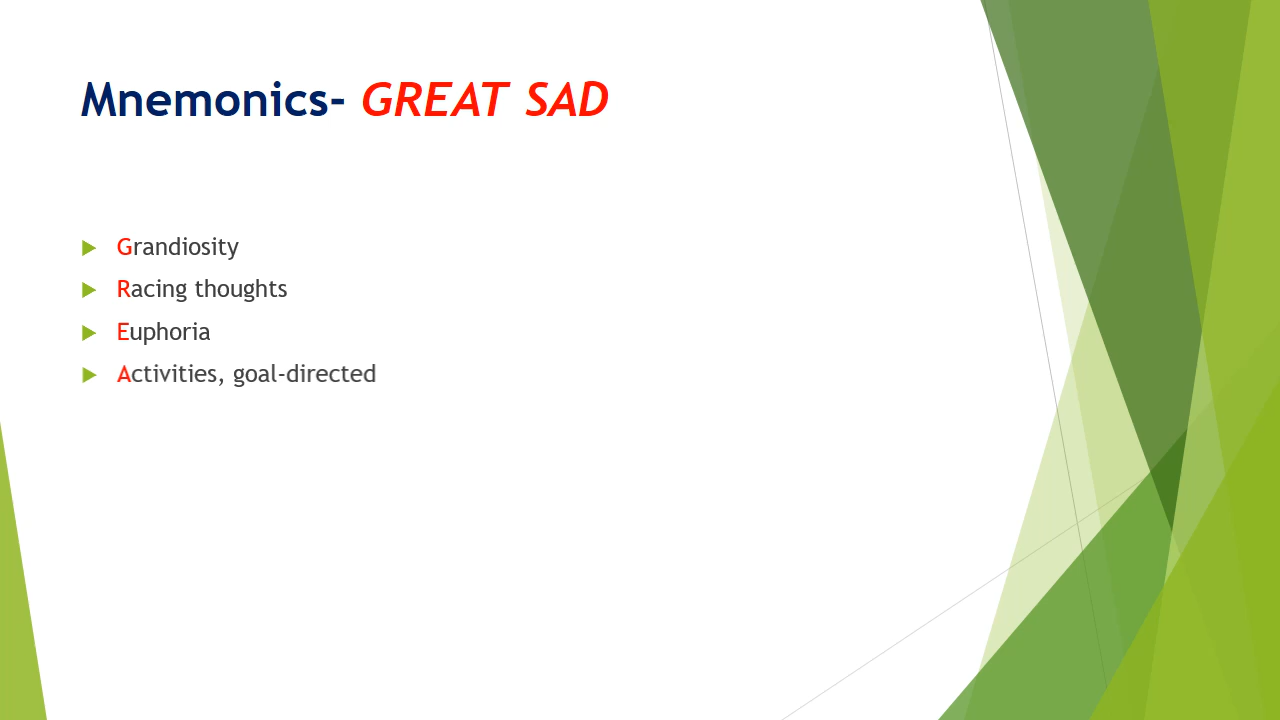 Mnemonics- GREAT SAD
Grandiosity
Racing thoughts
Euphoria
Activities, goal-directed